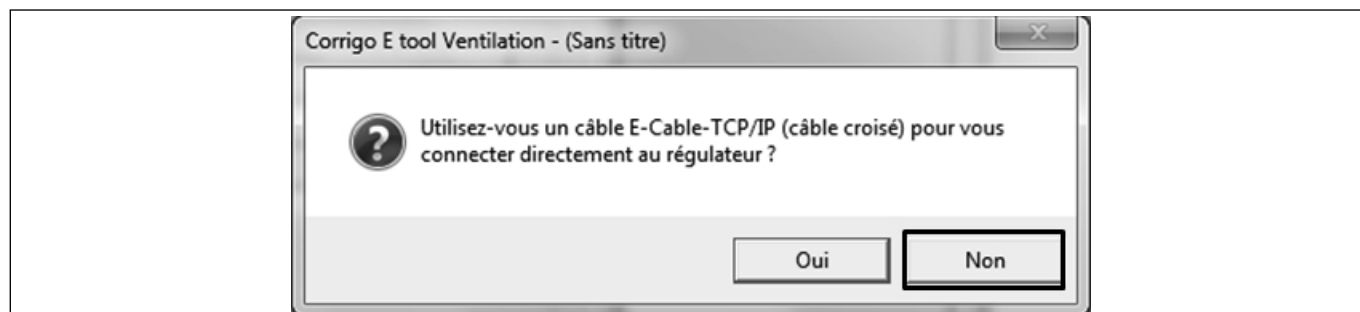 Corrigo E tool Ventilation - (Sans titre)
Utilisez-vous un câble E-Cable-TCP/IP (câble croisé) pour vous
connecter directement au régulateur ?
Oui
Non